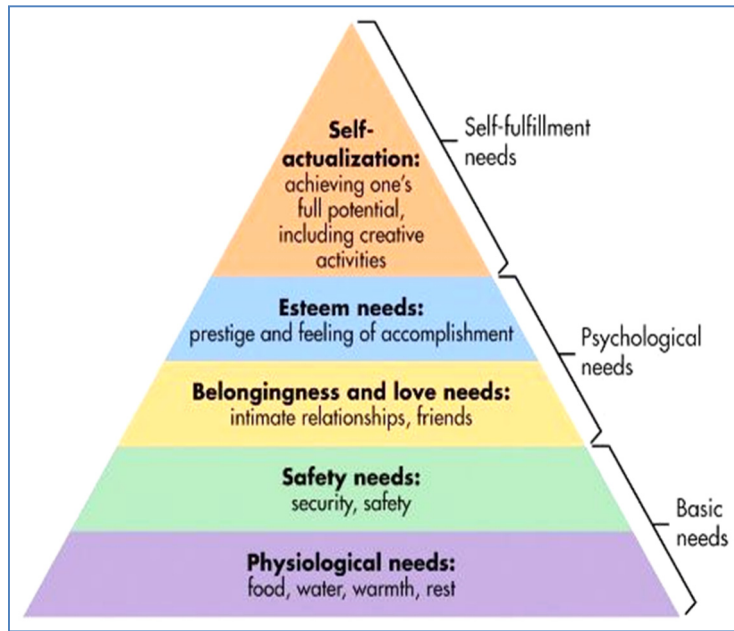 Self-
actualization:
achieving one's
full potential,
including creative
activities
Self-fulfillment
needs
Esteem needs:
prestige and feeling of accomplishment
Belongingness and love needs:
intimate relationships, friends
Psychological
needs
Safety needs:
security, safety
Physiological needs:
food, water, warmth, rest
Basic
needs